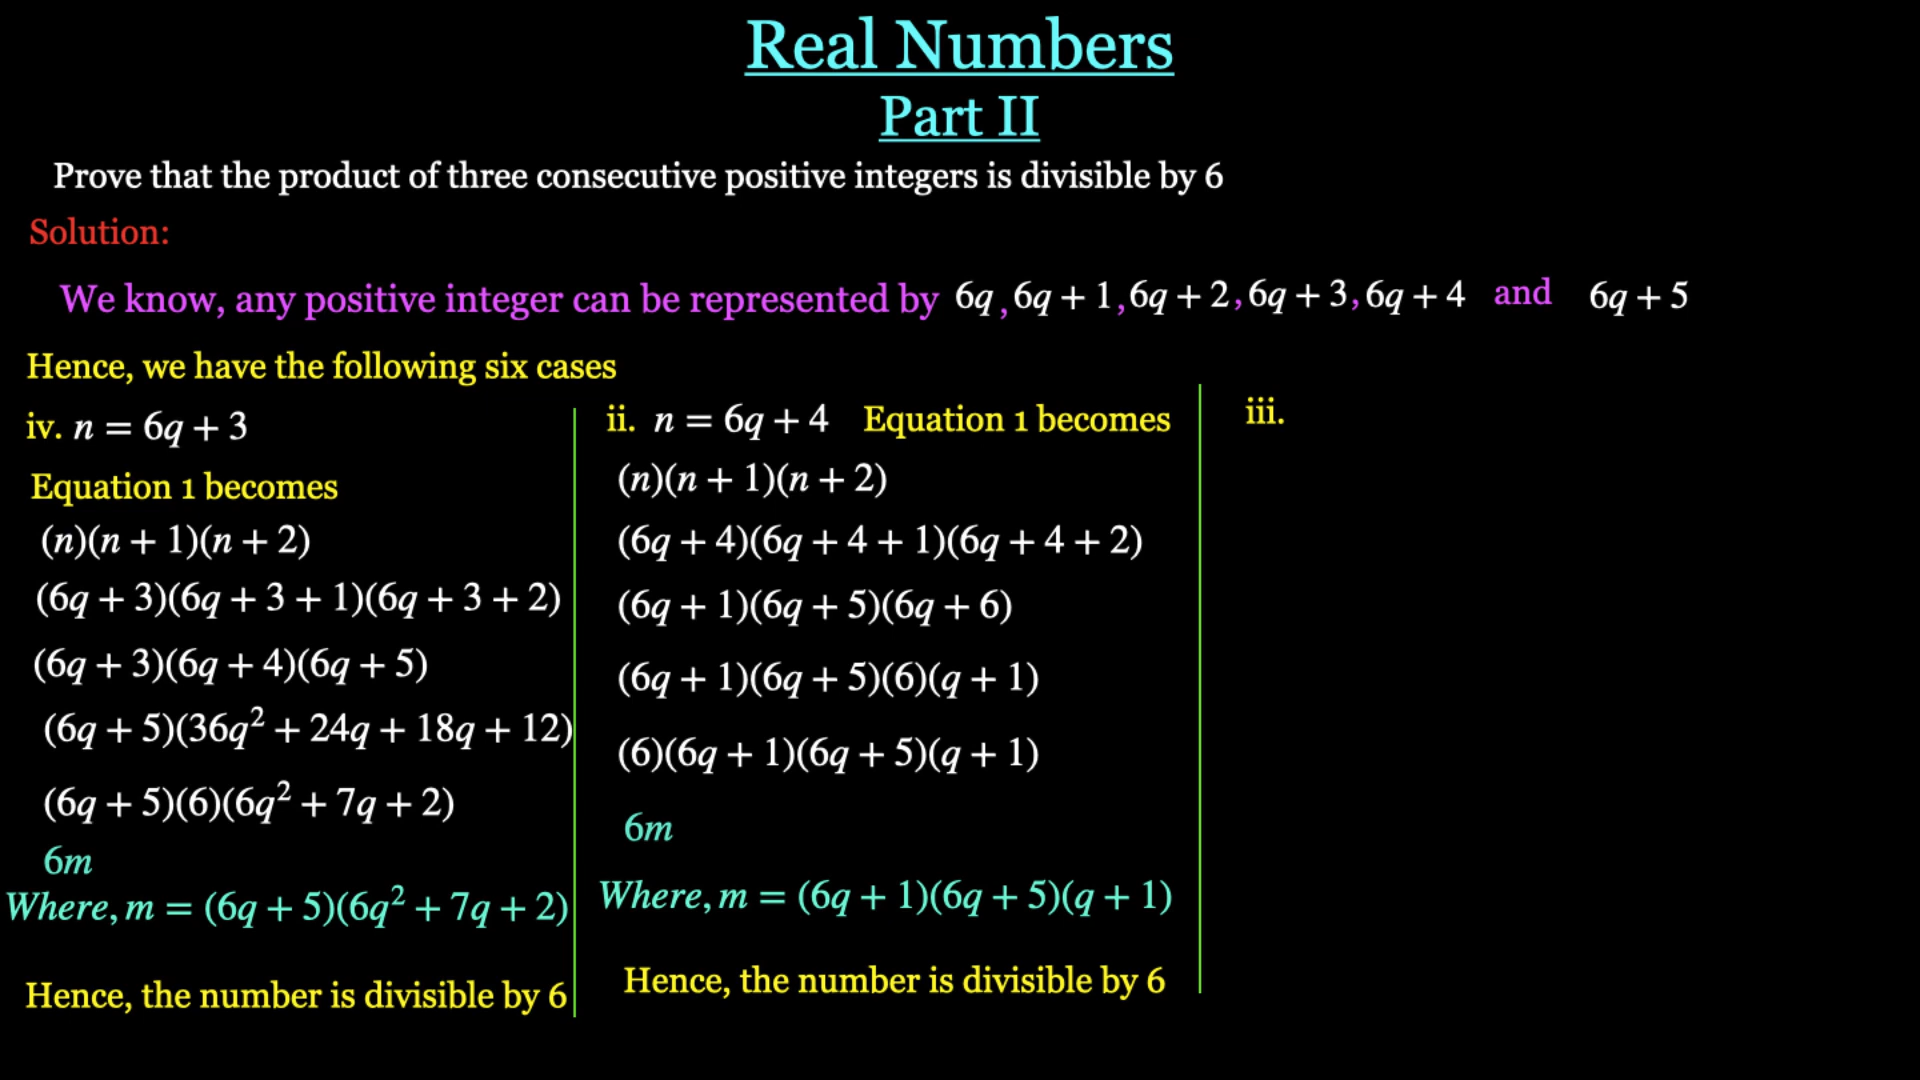 Real Numbers
Part II
Prove that the product of three consecutive positive integers is divisible by 6
Solution:
We know, any positive integer can be represented by 6q , 6q + 1 , 6q + 2 , 6q + 3 , 6q + 4 and 6q + 5
Hence, we have the following six cases
iv. n = 6q + 3
Equation 1 becomes
(n)(n + 1)(n + 2)
(6q + 3)(6q + 3 + 1)(6q + 3 + 2)
(6q + 3)(6q + 4)(6q + 5)
(6q + 5)(36q² + 24q + 18q + 12)
(6q + 5)(6)(6q² + 7q + 2)
6m
Where, m = (6q + 5)(6q² + 7q + 2)
Hence, the number is divisible by 6
ii. n = 6q + 4 Equation 1 becomes
(n)(n + 1)(n + 2)
(6q + 4)(6q + 4 + 1)(6q + 4 + 2)
(6q + 1)(6q + 5)(6q + 6)
(6q + 1)(6q + 5)(6)(q + 1)
(6)(6q + 1)(6q + 5)(q + 1)
6m
Where, m = (6q + 1)(6q + 5)(q + 1)
Hence, the number is divisible by 6
iii.